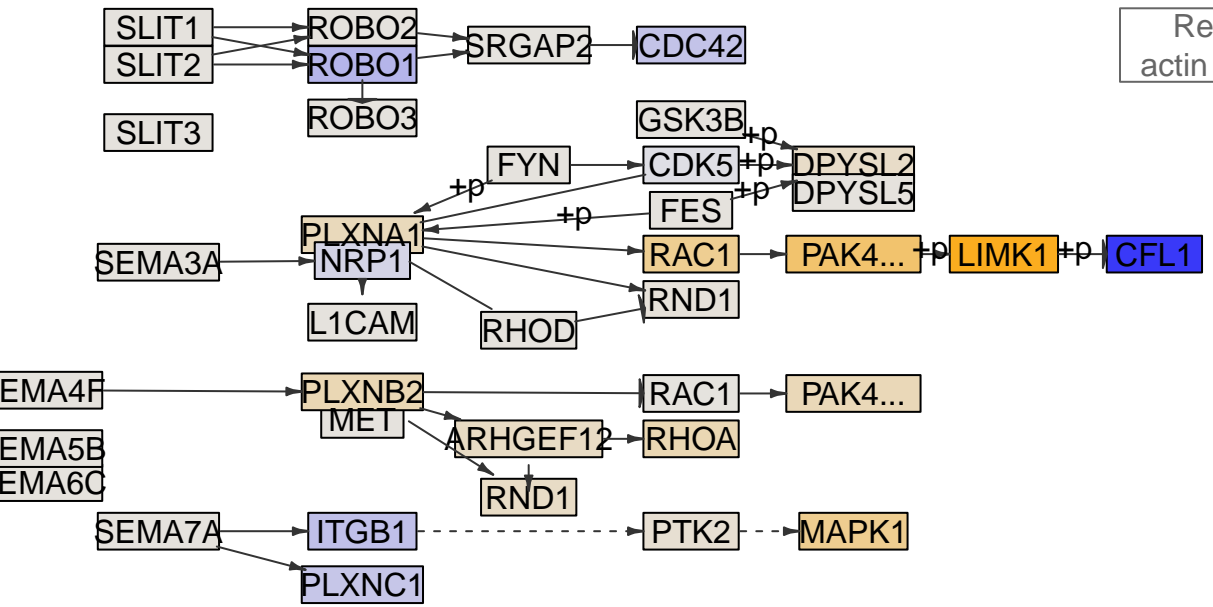 SLIT1
ROBO2
SRGAP2
CDC42
Re
actin
SLIT2
ROBO1
SLIT3
ROBO3
GSK3B
+p
FYN
CDK5
+p
DPYSL2
+p
FES
+p
DPYSL5
+p
PLXNA1
SEMA3A
NRP1
RAC1
PAK4...
+p
LIMK1
+p
CFL1
RND1
L1CAM
RHOD
EMA4F
PLXNB2
RAC1
PAK4...
MET
EMA5B
ARHGEF12
RHOA
EMA6C
RND1
SEMA7A
ITGB1
PTK2
MAPK1
PLXNC1